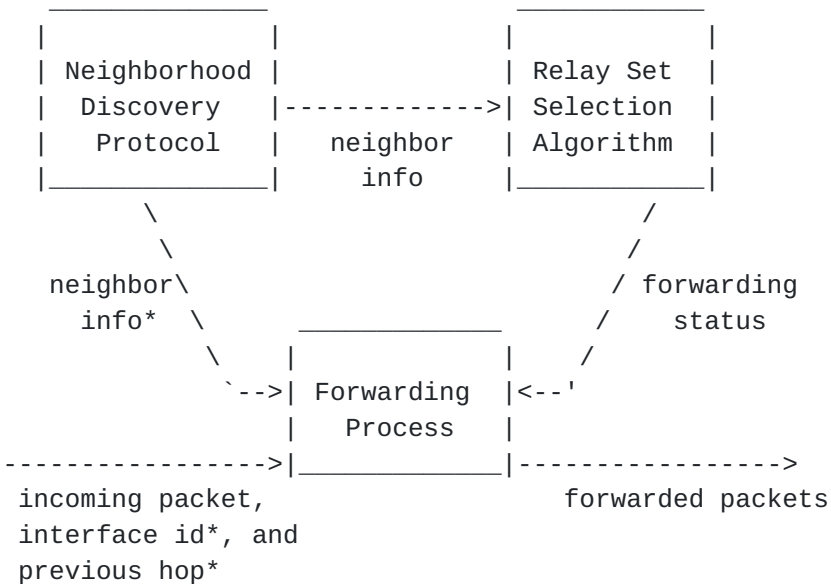 Neighborhood Relay Set
Discovery Selection
Protocol neighbor Algorithm
info
neighbor forwarding
info* status
Forwarding
Process
incoming packet, forwarded packets
interface id*, and
previous hop*